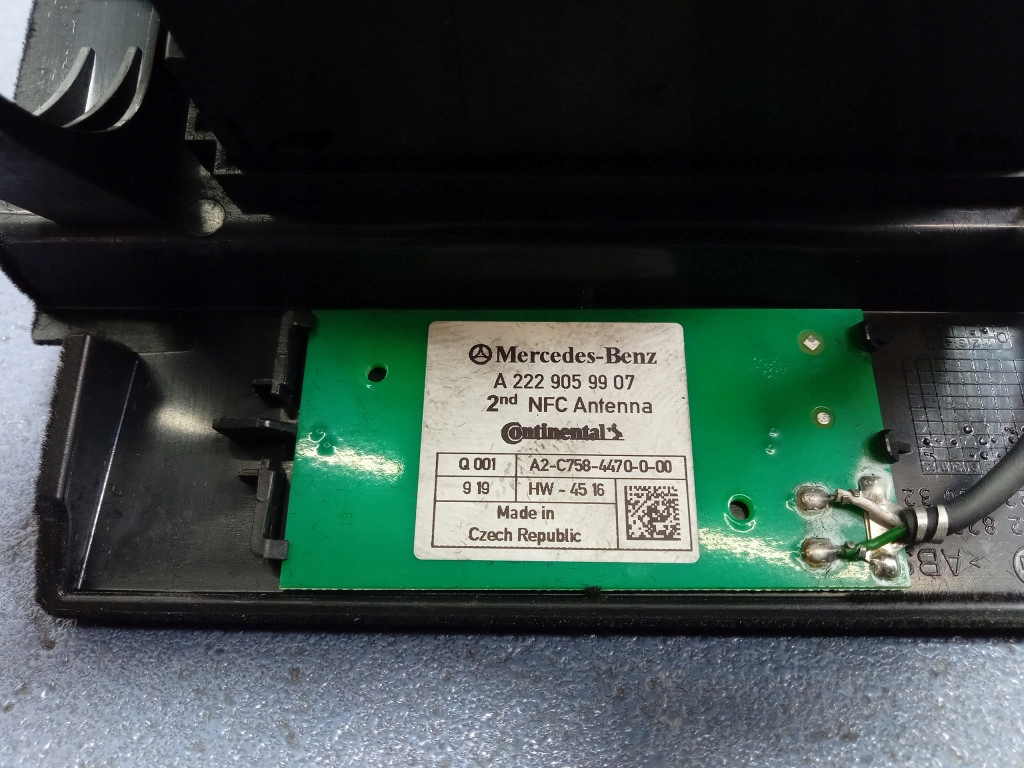 Mercedes-Benz
A 222 905 99 07
2nd NFC Antenna
Continental
Q 001 A2-C758-4470-0-00
9 19 HW - 45 16
Made in
Czech Republic
>ABS